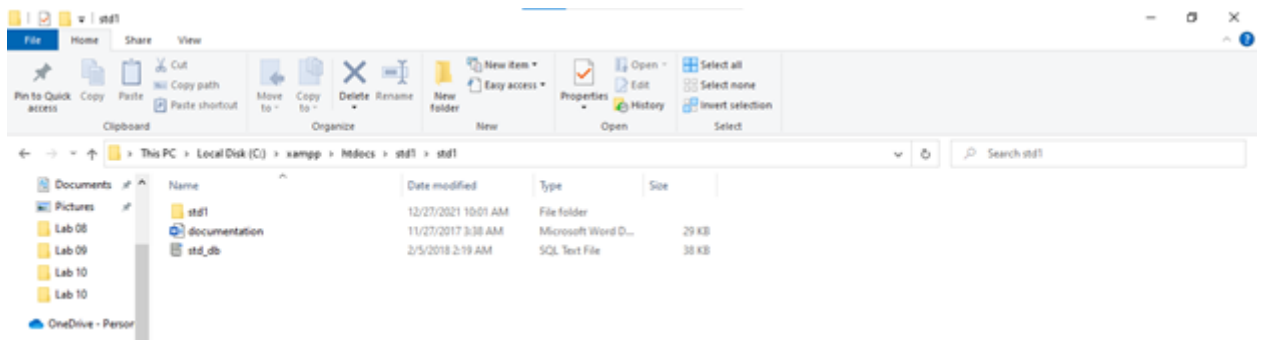 std1
File Home Share View
Pin to Quick access
Copy
Paste
Cut
Copy path
Paste shortcut
Clipboard
Move to
Copy to
Delete
Rename
Organize
New folder
New item
Easy access
New
Properties
Open
Edit
History
Open
Select all
Select none
Invert selection
Select
This PC > Local Disk (C:) > xampp > htdocs > std1 > std1
Search std1
Documents
Pictures
Lab 08
Lab 09
Lab 10
Lab 10
OneDrive - Person
Name Date modified Type Size
std1 12/27/2021 10:01 AM File folder
documentation 11/27/2017 3:38 AM Microsoft Word D... 29 KB
std_db 2/5/2018 2:19 AM SQL Text File 38 KB